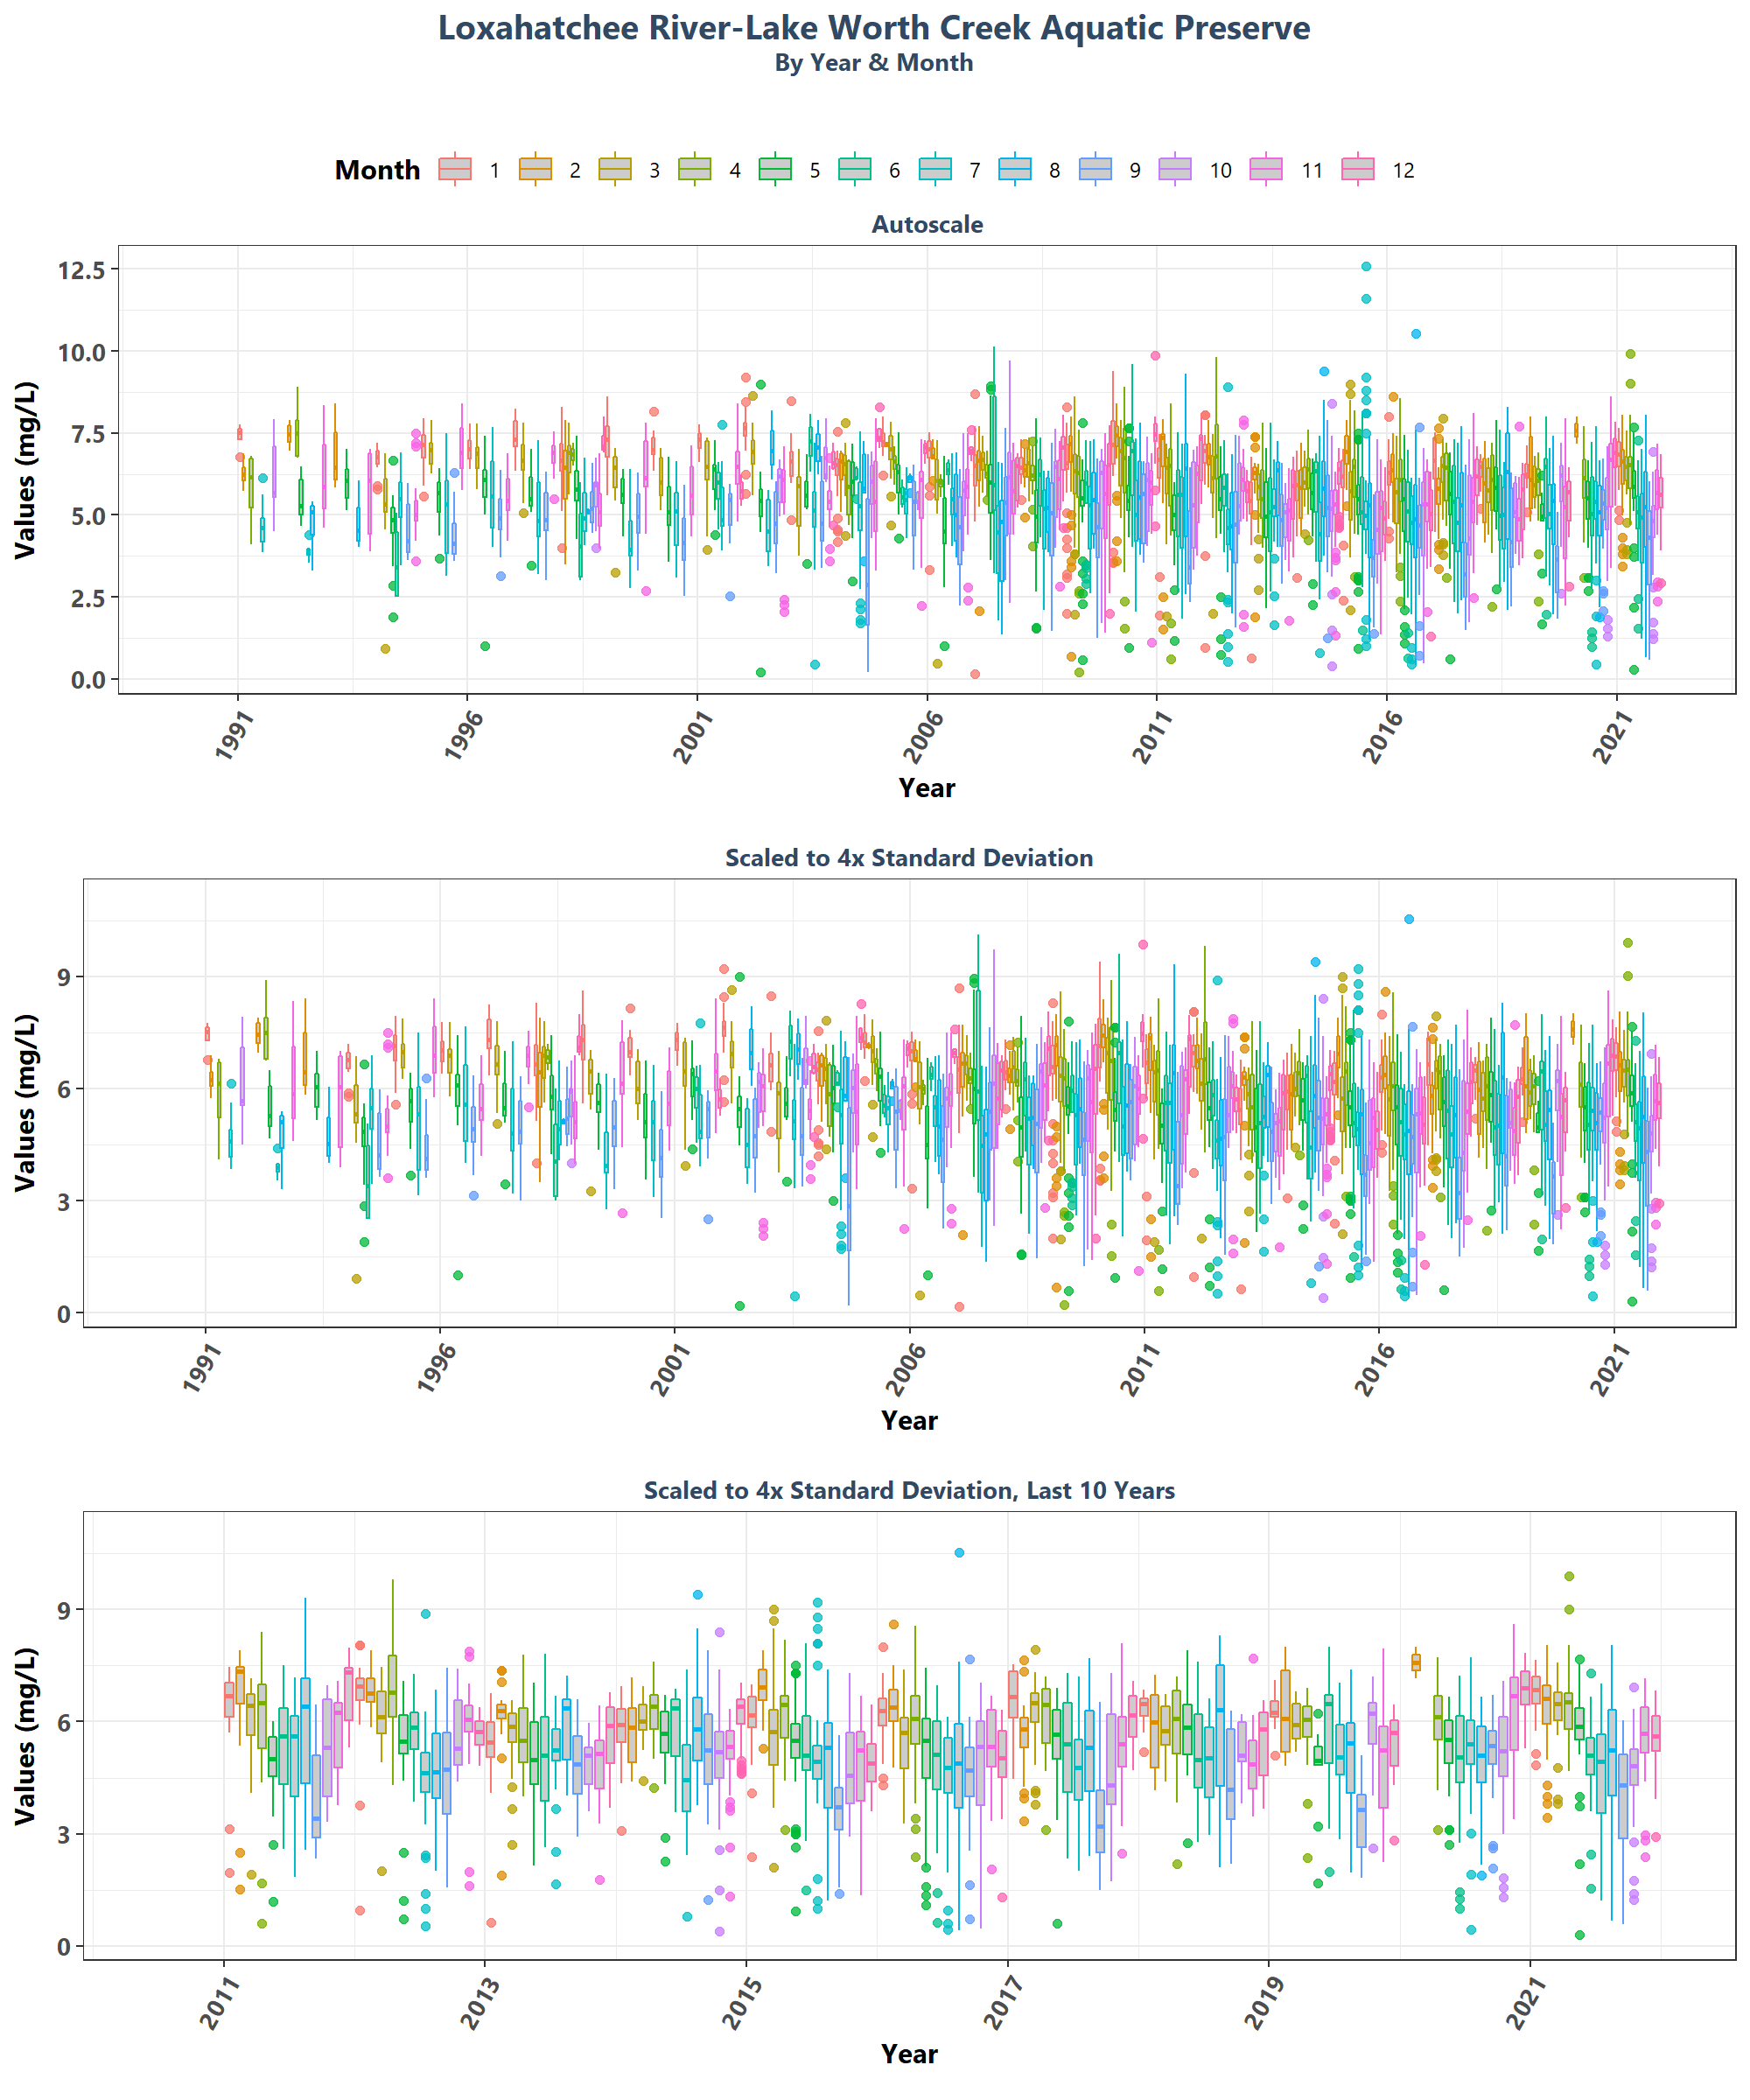 Loxahatchee River-Lake Worth Creek Aquatic Preserve
By Year & Month
Month 1 2 3 4 5 6 7 8 9 10 11 12
Autoscale
Values (mg/L)
12.5
10.0
7.5
5.0
2.5
0.0
1991 1996 2001 2006 2011 2016 2021
Year
Scaled to 4x Standard Deviation
Values (mg/L)
9
6
3
0
1991 1996 2001 2006 2011 2016 2021
Year
Scaled to 4x Standard Deviation, Last 10 Years
Values (mg/L)
9
6
3
0
2011 2013 2015 2017 2019 2021
Year